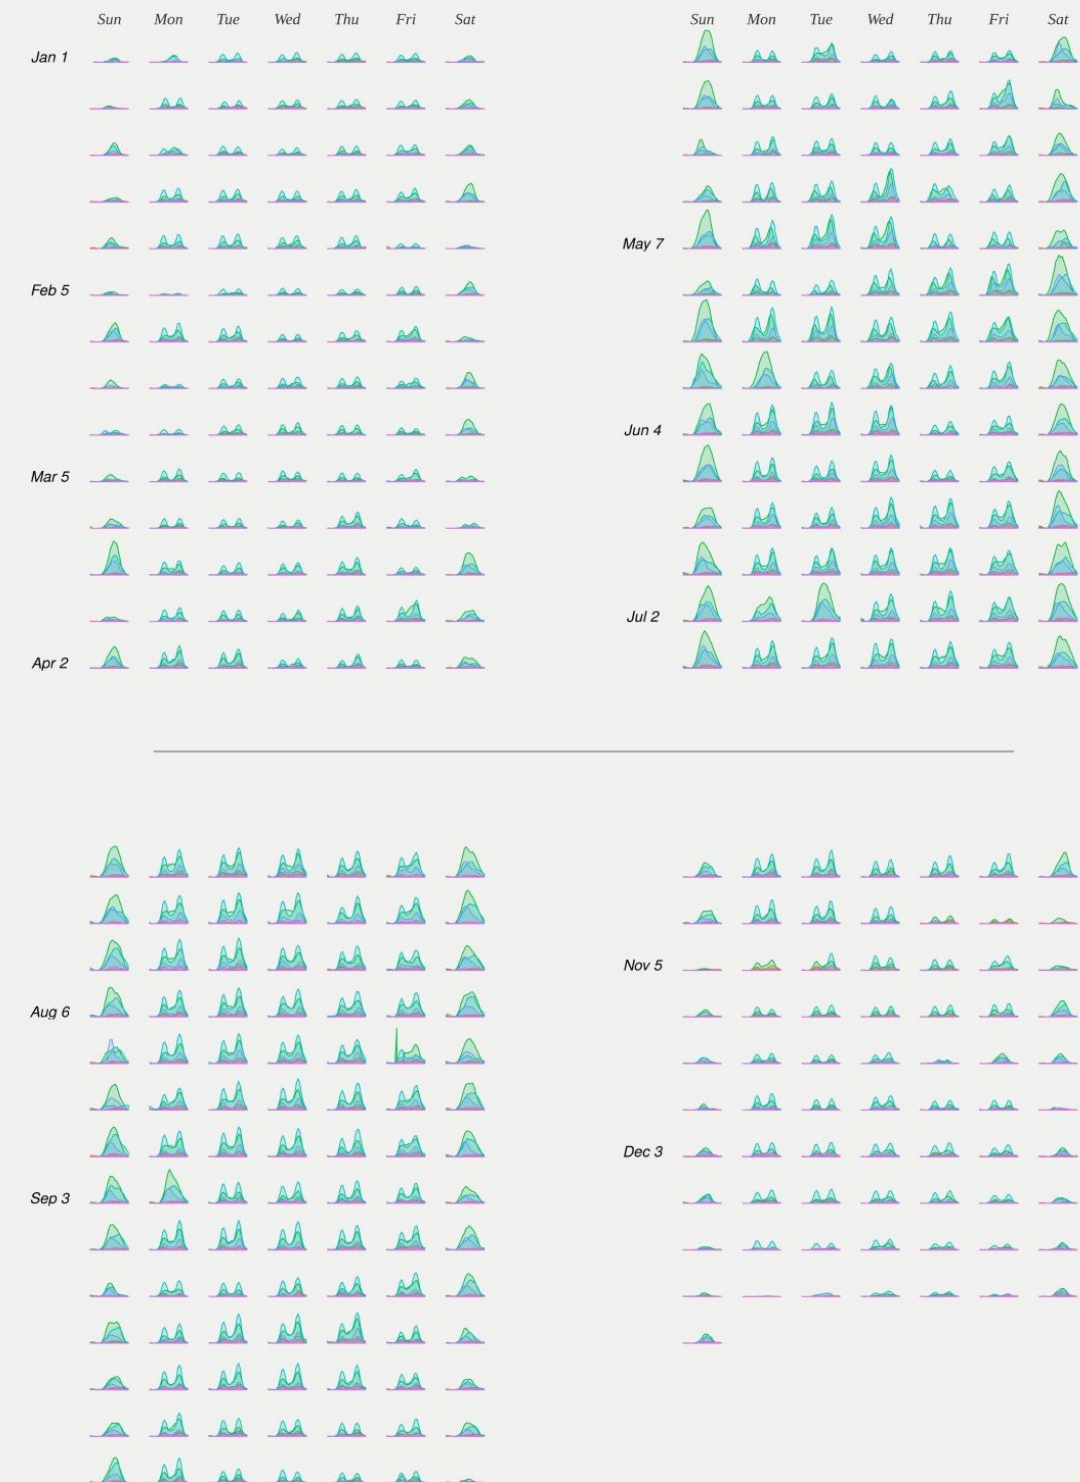 Sun Mon Tue Wed Thu Fri Sat
Jan 1
Feb 5
Mar 5
Apr 2
Sun Mon Tue Wed Thu Fri Sat
May 7
Jun 4
Jul 2
Aug 6
Sep 3
Nov 5
Dec 3